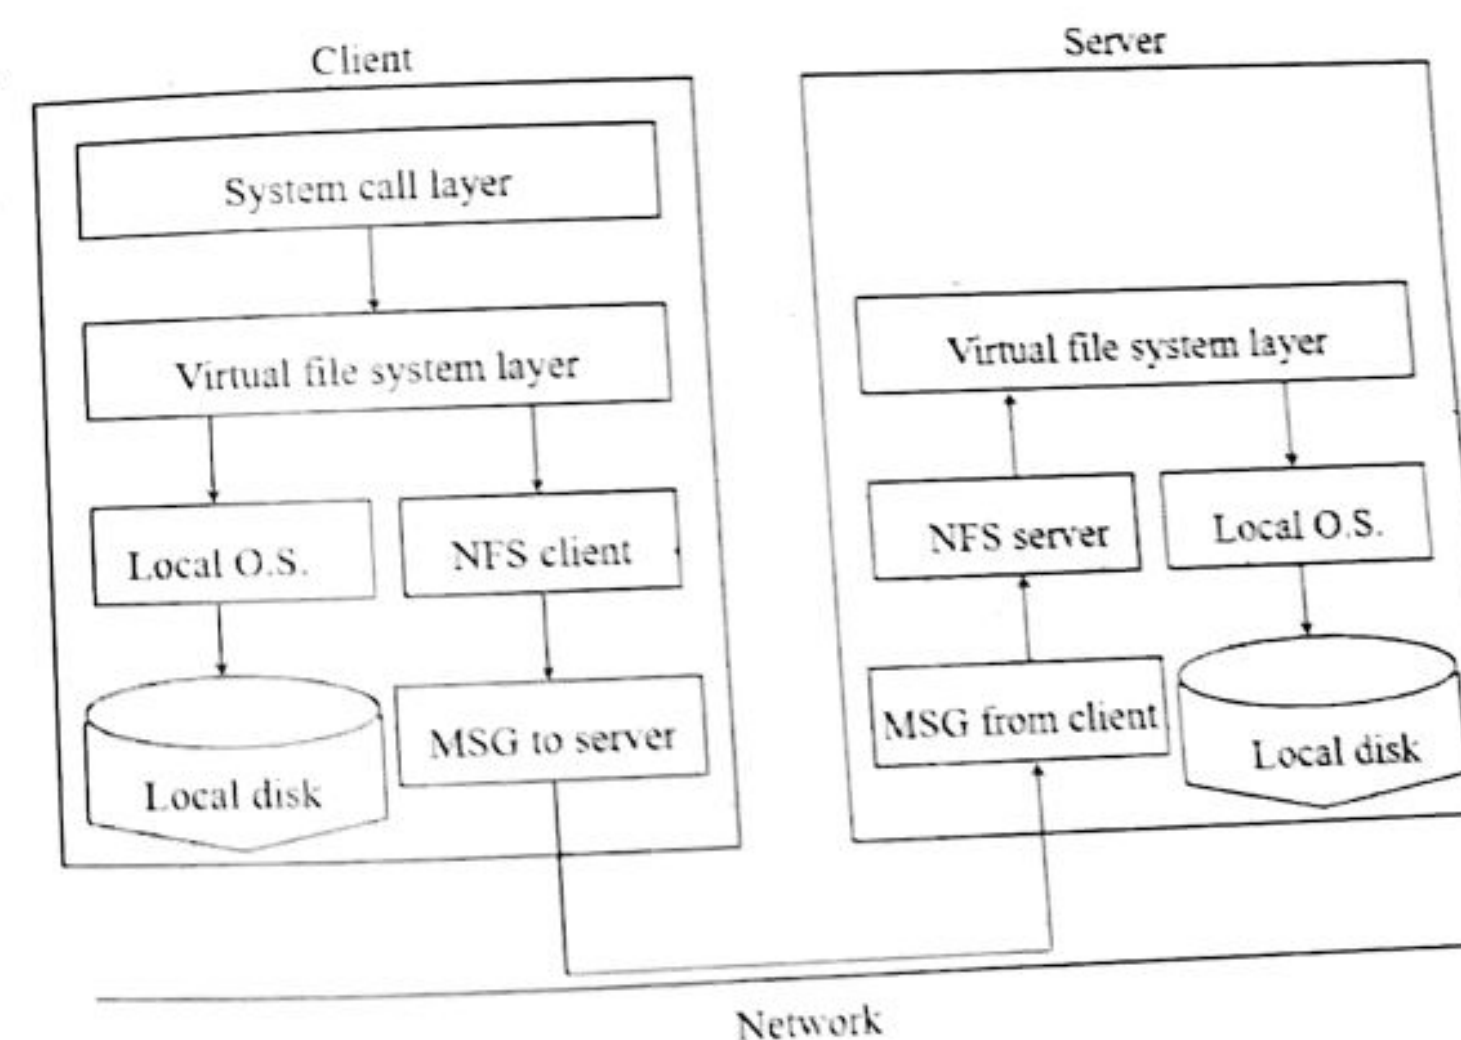 Client
Server
System call layer
Virtual file system layer
Virtual file system layer
Local O.S.
NFS client
NFS server
Local O.S.
Local disk
MSG to server
MSG from client
Local disk
Network